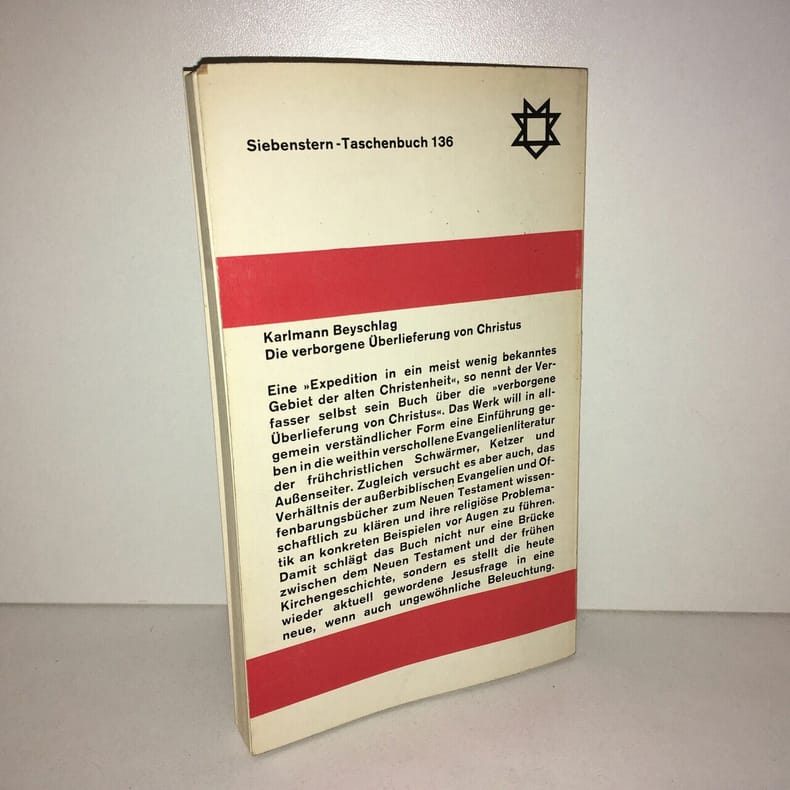 Siebenstern-Taschenbuch 136
Karlmann Beyschlag
Die verborgene Überlieferung von Christus
Eine »Expedition in ein meist wenig bekanntes
Gebiet der alten Christenheit«, so nennt der Ver-
fasser selbst sein Buch über die »verborgene
Überlieferung von Christus«. Das Werk will in all-
gemein verständlicher Form eine Einführung ge-
ben in die weithin verschollene Evangelienliteratur
der frühchristlichen Schwärmer, Ketzer und
Außenseiter. Zugleich versucht es aber auch, das
Verhältnis der außerbiblischen Evangelien und Of-
fenbarungsbücher zum Neuen Testament wissen-
schaftlich zu klären und ihre religiöse Problema-
tik an konkreten Beispielen vor Augen zu führen.
Damit schlägt das Buch nicht nur eine Brücke
zwischen dem Neuen Testament und der frühen
Kirchengeschichte, sondern es stellt die heute
wieder aktuell gewordene Jesusfrage in eine
neue, wenn auch ungewöhnliche Beleuchtung.